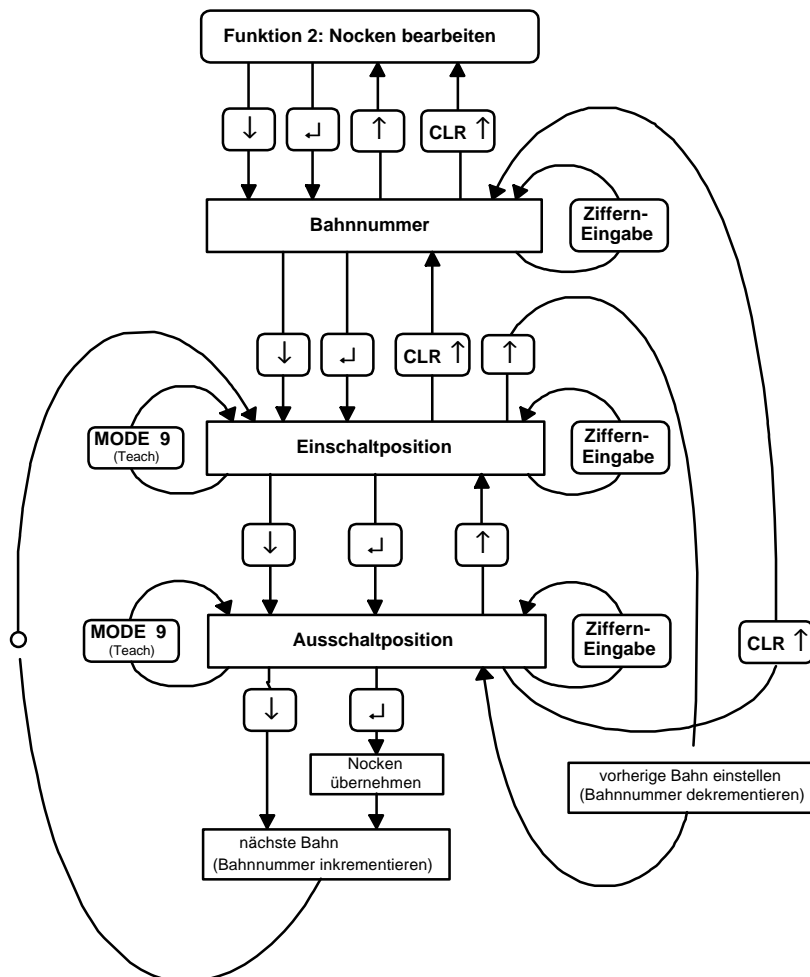 Funktion 2: Nocken bearbeiten
↓ ↵ ↑ CLR ↑
Bahnnummer
Ziffern-
Eingabe
↓ ↵ CLR ↑ ↑
MODE 9
(Teach)
Einschaltposition
Ziffern-
Eingabe
↓ ↵ ↑
MODE 9
(Teach)
Ausschaltposition
Ziffern-
Eingabe
CLR ↑
↓ ↵
Nocken
übernehmen
vorherige Bahn einstellen
(Bahnnummer dekrementieren)
nächste Bahn
(Bahnnummer inkrementieren)